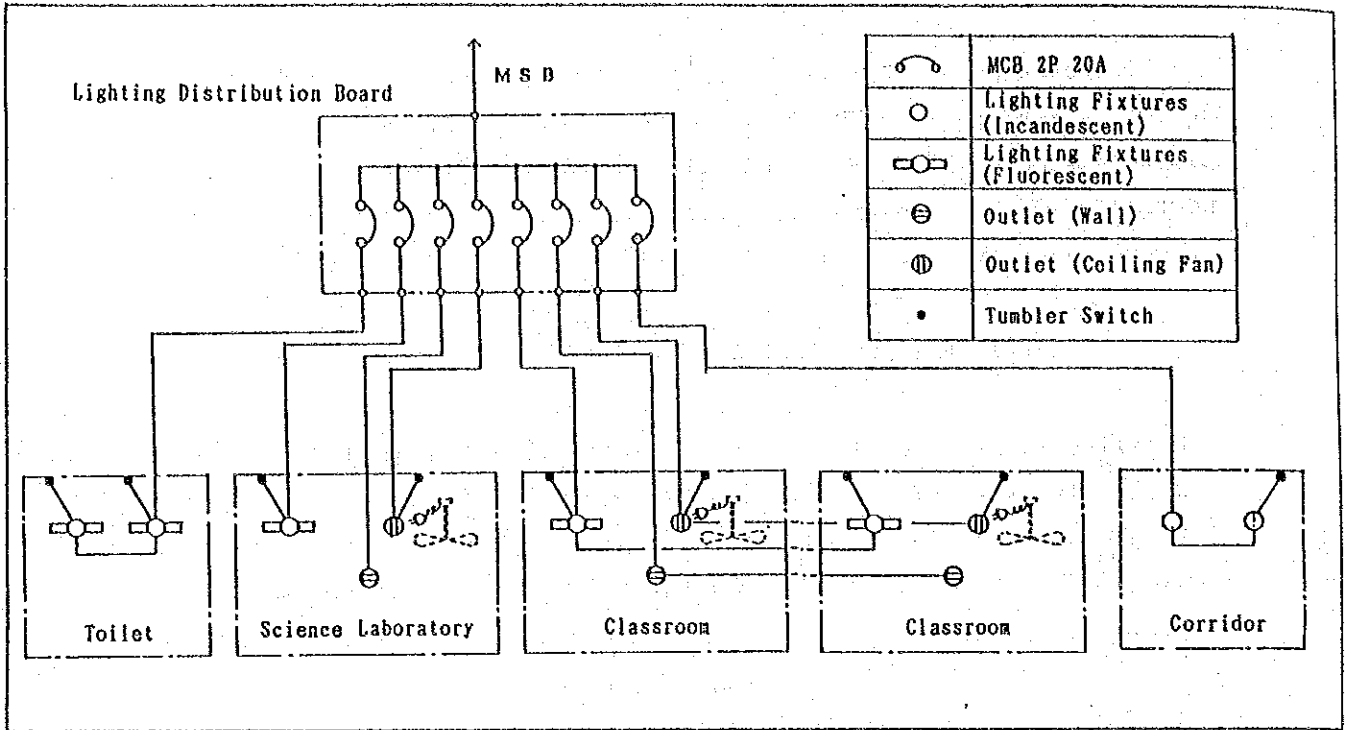 MSB
Lighting Distribution Board
MCB 2P 20A
Lighting Fixtures
(Incandescent)
Lighting Fixtures
(Fluorescent)
Outlet (Wall)
Outlet (Ceiling Fan)
Tumbler Switch
Toilet
Science Laboratory
Classroom
Classroom
Corridor